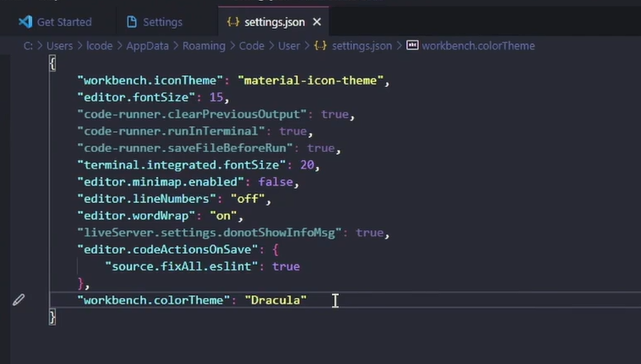 Get Started Settings {..} settings.json ×
C: > Users > lcode > AppData > Roaming > Code > User > {..} settings.json > workbench.colorTheme
{
"workbench.iconTheme": "material-icon-theme",
"editor.fontSize": 15,
"code-runner.clearPreviousOutput": true,
"code-runner.runInTerminal": true,
"code-runner.saveFileBeforeRun": true,
"terminal.integrated.fontSize": 20,
"editor.minimap.enabled": false,
"editor.lineNumbers": "off",
"editor.wordWrap": "on",
"liveServer.settings.donotShowInfoMsg": true,
"editor.codeActionsOnSave": {
"source.fixAll.eslint": true
},
"workbench.colorTheme": "Dracula"
}